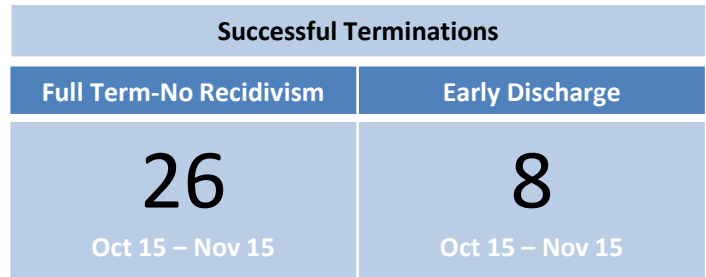 Successful Terminations
Full Term-No Recidivism Early Discharge
26 8
Oct 15 – Nov 15 Oct 15 – Nov 15